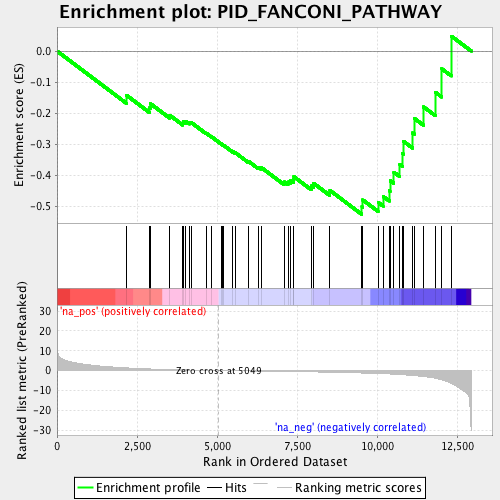 Enrichment plot: PID_FANCONI_PATHWAY
Enrichment score (ES)
0.0
-0.1
-0.2
-0.3
-0.4
-0.5
'na_pos' (positively correlated)
Ranked list metric (PreRanked)
30
20
10
0
-10
-20
-30
Zero cross at 5049
'na_neg' (negatively correlated)
0 2,500 5,000 7,500 10,000 12,500
Rank in Ordered Dataset
Enrichment profile Hits Ranking metric scores